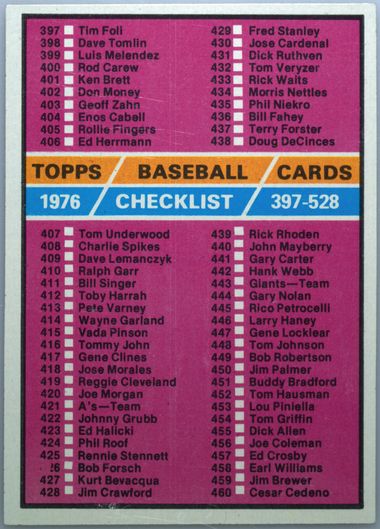 397 Tim Foli
398 Dave Tomlin
399 Luis Melendez
400 Rod Carew
401 Ken Brett
402 Don Money
403 Geoff Zahn
404 Enos Cabell
405 Rollie Fingers
406 Ed Herrmann
429 Fred Stanley
430 Jose Cardenal
431 Dick Ruthven
432 Tom Veryzer
433 Rick Waits
434 Morris Nettles
435 Phil Niekro
436 Bill Fahey
437 Terry Forster
438 Doug DeCinces
TOPPS BASEBALL CARDS
1976 CHECKLIST 397-528
407 Tom Underwood
408 Charlie Spikes
409 Dave Lemanczyk
410 Ralph Garr
411 Bill Singer
412 Toby Harrah
413 Pete Varney
414 Wayne Garland
415 Vada Pinson
416 Tommy John
417 Gene Clines
418 Jose Morales
419 Reggie Cleveland
420 Joe Morgan
421 A's—Team
422 Johnny Grubb
423 Ed Halicki
424 Phil Roof
425 Rennie Stennett
26 Bob Forsch
427 Kurt Bevacqua
428 Jim Crawford
439 Rick Rhoden
440 John Mayberry
441 Gary Carter
442 Hank Webb
443 Giants—Team
444 Gary Nolan
445 Rico Petrocelli
446 Larry Haney
447 Gene Locklear
448 Tom Johnson
449 Bob Robertson
450 Jim Palmer
451 Buddy Bradford
452 Tom Hausman
453 Lou Piniella
454 Tom Griffin
455 Dick Allen
456 Joe Coleman
457 Ed Crosby
458 Earl Williams
459 Jim Brewer
460 Cesar Cedeno